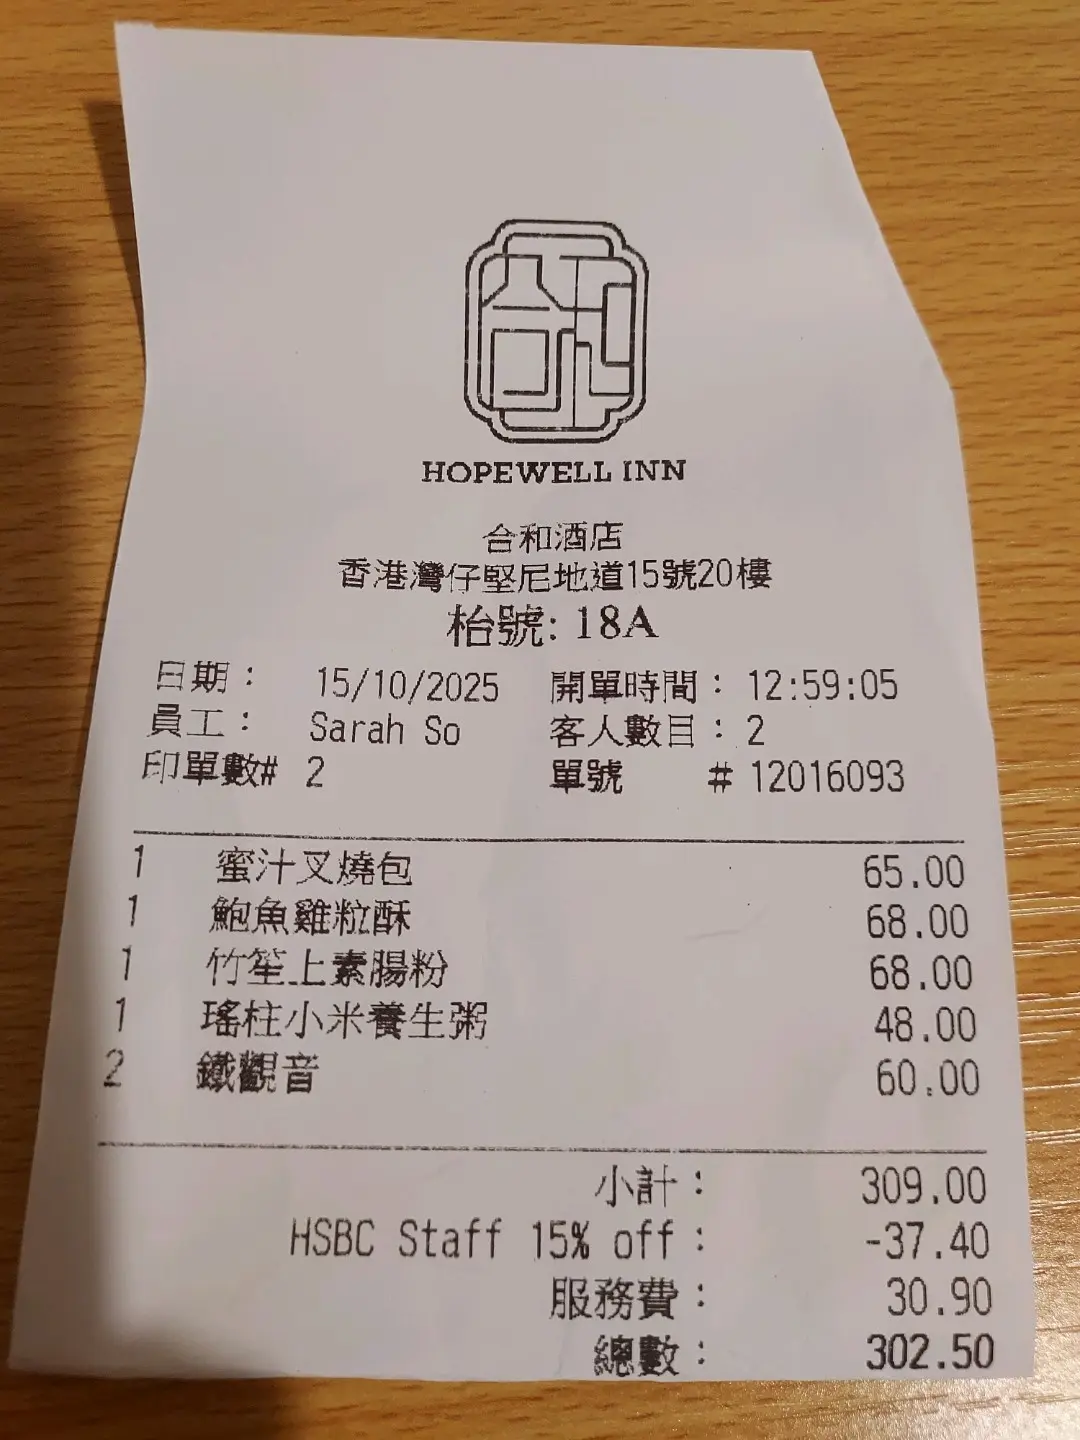 HOPEWELL INN
合和酒店
香港灣仔堅尼地道15號20樓
枱號: 18A
日期： 15/10/2025 開單時間：12:59:05
員工： Sarah So 客人數目：2
印單數# 2 單號 # 12016093
1 蜜汁叉燒包 65.00
1 鮑魚雞粒酥 68.00
1 竹笙上素腸粉 68.00
1 瑤柱小米養生粥 48.00
2 鐵觀音 60.00
小計： 309.00
HSBC Staff 15% off： -37.40
服務費： 30.90
總數： 302.50